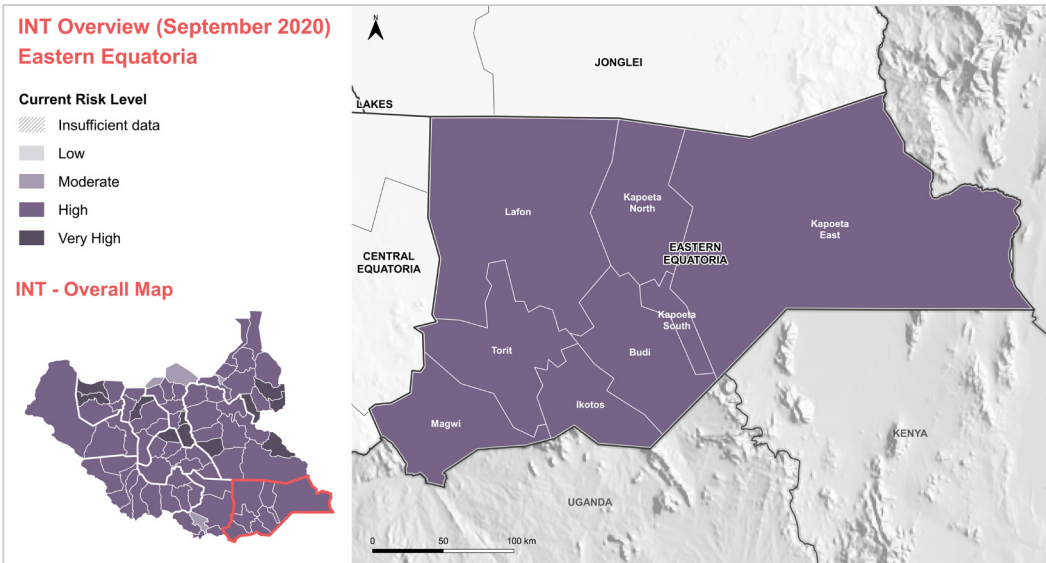 INT Overview (September 2020)
Eastern Equatoria
Current Risk Level
Insufficient data
Low
Moderate
High
Very High
INT - Overall Map
N
JONGLEI
LAKES
Lafon
Kapoeta
North
Kapoeta
East
EASTERN
EQUATORIA
CENTRAL
EQUATORIA
Kapoeta
South
Torit
Budi
Ikotos
Magwi
KENYA
UGANDA
0 50 100 km